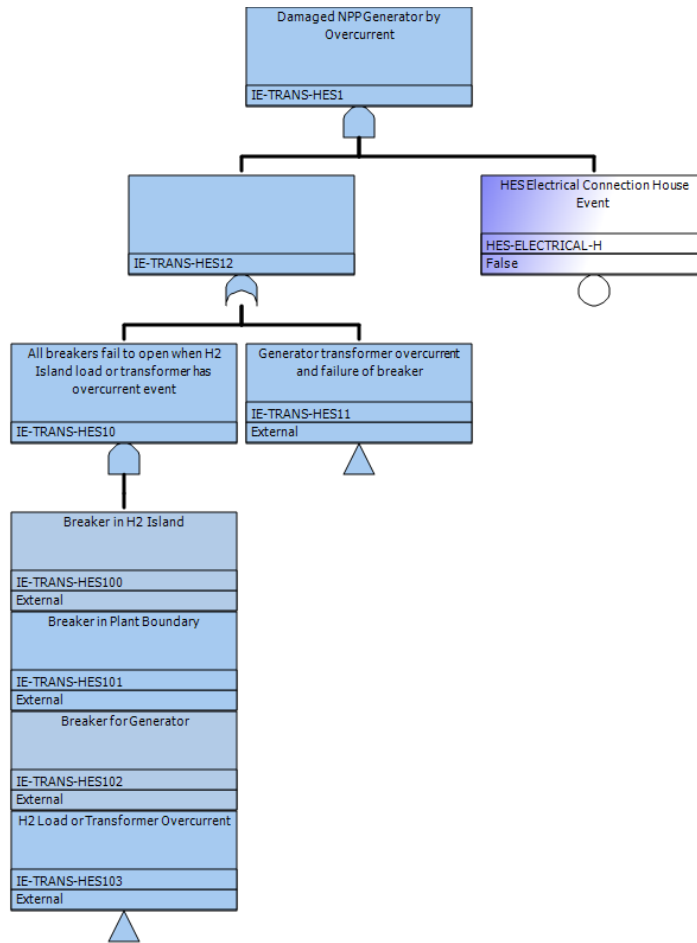 Damaged NPP Generator by
Overcurrent
IE-TRANS-HES1
IE-TRANS-HES12
HES Electrical Connection House
Event
HES-ELECTRICAL-H
False
All breakers fail to open when H2
Island load or transformer has
overcurrent event
IE-TRANS-HES10
Generator transformer overcurrent
and failure of breaker
IE-TRANS-HES11
External
Breaker in H2 Island
IE-TRANS-HES100
External
Breaker in Plant Boundary
IE-TRANS-HES101
External
Breaker for Generator
IE-TRANS-HES102
External
H2 Load or Transformer Overcurrent
IE-TRANS-HES103
External